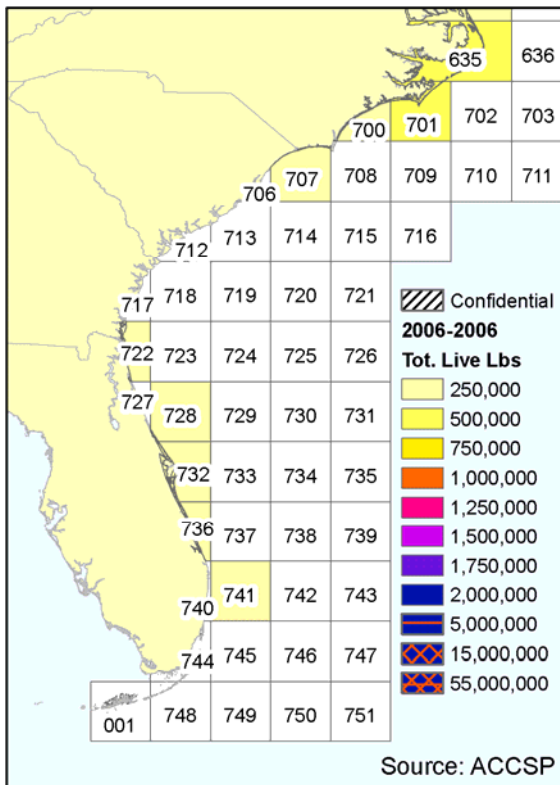 635 636
700 701 702 703
706 707 708 709 710 711
712 713 714 715 716
717 718 719 720 721
722 723 724 725 726
727 728 729 730 731
732 733 734 735
736 737 738 739
740 741 742 743
744 745 746 747
001 748 749 750 751
Confidential
2006-2006
Tot. Live Lbs
250,000
500,000
750,000
1,000,000
1,250,000
1,500,000
1,750,000
2,000,000
5,000,000
15,000,000
55,000,000
Source: ACCSP